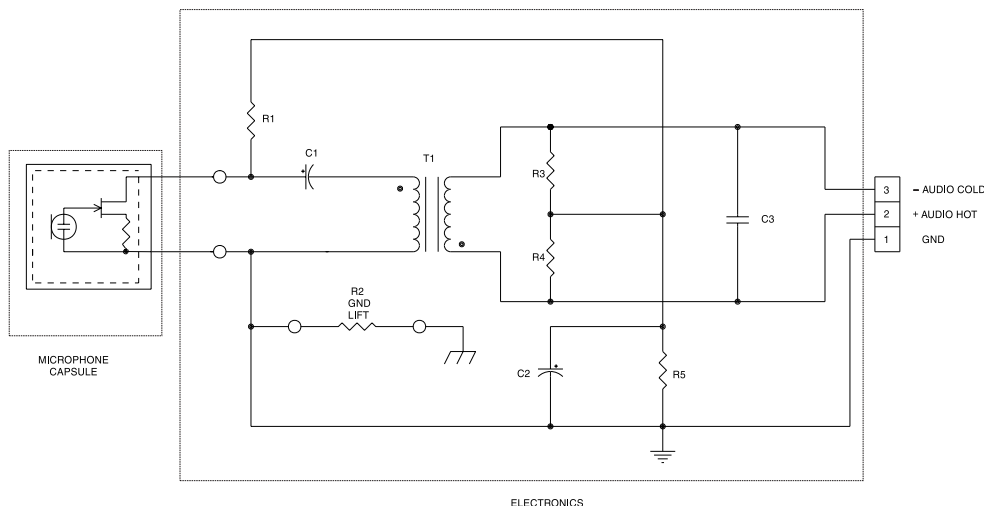 R1
C1
T1
R3
R4
C3
3
− AUDIO COLD
2
+ AUDIO HOT
1
GND
R2
GND
LIFT
C2
R5
+
+
MICROPHONE
CAPSULE
ELECTRONICS